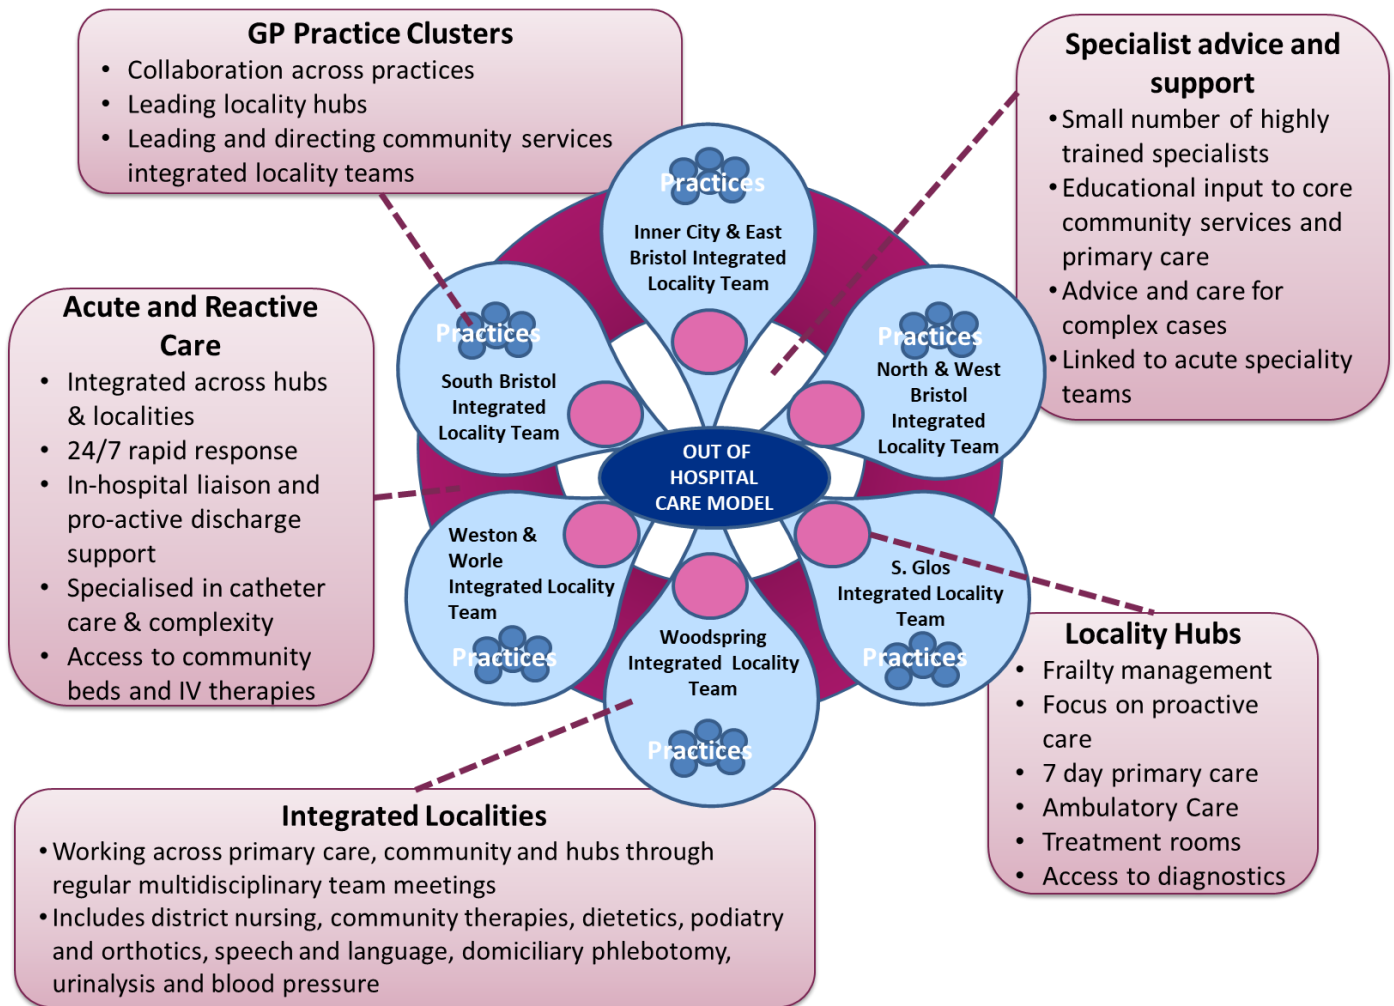 GP Practice Clusters
• Collaboration across practices
• Leading locality hubs
• Leading and directing community services
integrated locality teams
Specialist advice and
support
• Small number of highly
trained specialists
• Educational input to core
community services and
primary care
• Advice and care for
complex cases
• Linked to acute speciality
teams
Acute and Reactive
Care
• Integrated across hubs
& localities
• 24/7 rapid response
• In-hospital liaison and
pro-active discharge
support
• Specialised in catheter
care & complexity
• Access to community
beds and IV therapies
Practices
Inner City & East
Bristol Integrated
Locality Team
Practices
South Bristol
Integrated
Locality Team
Practices
North & West
Bristol
Integrated
Locality Team
OUT OF
HOSPITAL
CARE MODEL
Weston &
Worle
Integrated Locality
Team
Practices
Woodspring
Integrated Locality
Team
Practices
S. Glos
Integrated Locality
Team
Practices
Locality Hubs
• Frailty management
• Focus on proactive
care
• 7 day primary care
• Ambulatory Care
• Treatment rooms
• Access to diagnostics
Integrated Localities
• Working across primary care, community and hubs through
regular multidisciplinary team meetings
• Includes district nursing, community therapies, dietetics, podiatry
and orthotics, speech and language, domiciliary phlebotomy,
urinalysis and blood pressure